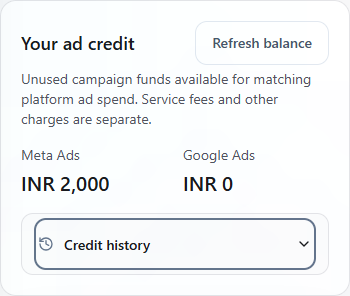 Your ad credit
Refresh balance
Unused campaign funds available for matching
platform ad spend. Service fees and other
charges are separate.
Meta Ads
Google Ads
INR 2,000
INR 0
Credit history